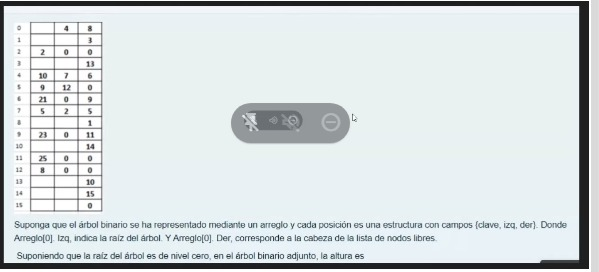 0 4 8
1 3
2 2 0 0
3 13
4 10 7 6
5 9 12 0
6 21 0 9
7 5 2 5
8 1
9 23 0 11
10 14
11 25 0 0
12 8 0 0
13 10
14 15
15 0
Suponga que el árbol binario se ha representado mediante un arreglo y cada posición es una estructura con campos {clave, izq, der}. Donde
Arreglo[0]. Izq, indica la raíz del árbol. Y Arreglo[0]. Der, corresponde a la cabeza de la lista de nodos libres.
Suponiendo que la raíz del árbol es de nivel cero, en el árbol binario adjunto, la altura es